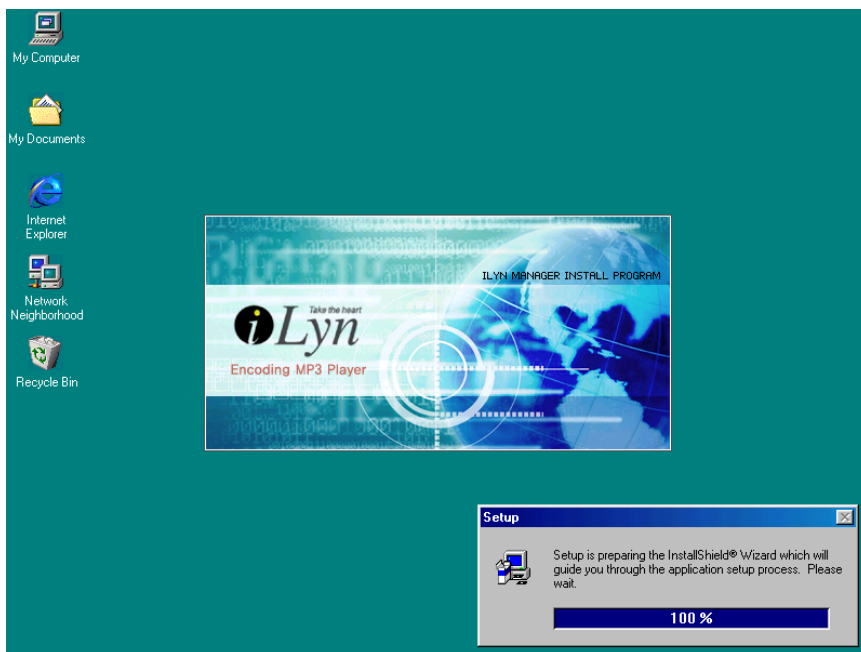 My Computer
My Documents
Internet
Explorer
Network
Neighborhood
Recycle Bin
ILYN MANAGER INSTALL PROGRAM
Take the heart
iLyn
Encoding MP3 Player
Setup
Setup is preparing the InstallShield® Wizard which will
guide you through the application setup process. Please
wait.
100 %